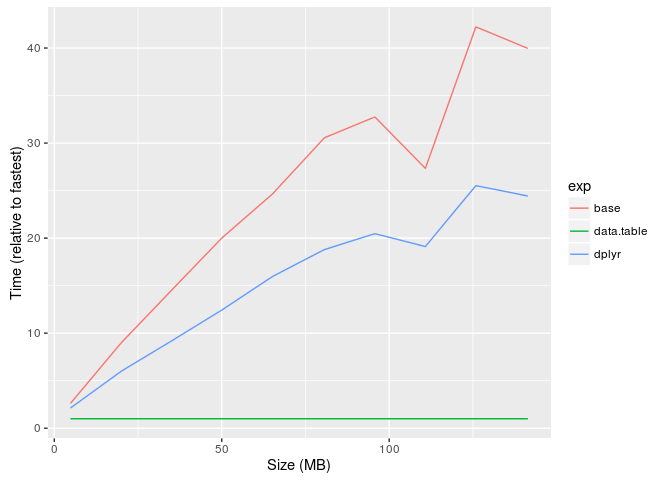 40
30
20
10
0
Time (relative to fastest)
0
50
100
Size (MB)
exp
base
data.table
dplyr